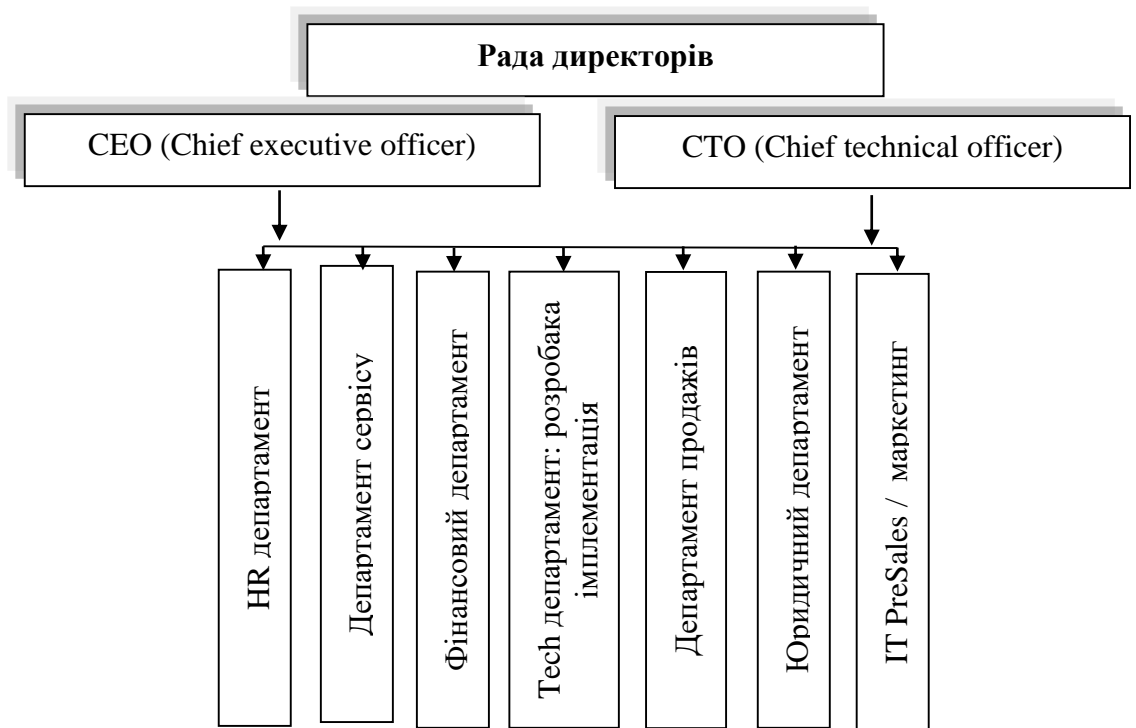 Рада директорів
CEO (Chief executive officer)
CTO (Chief technical officer)
HR департамент
Департамент сервісу
Фінансовий департамент
Tech департамент: розробака
імплементація
Департамент продажів
Юридичний департамент
IT PreSales / маркетинг